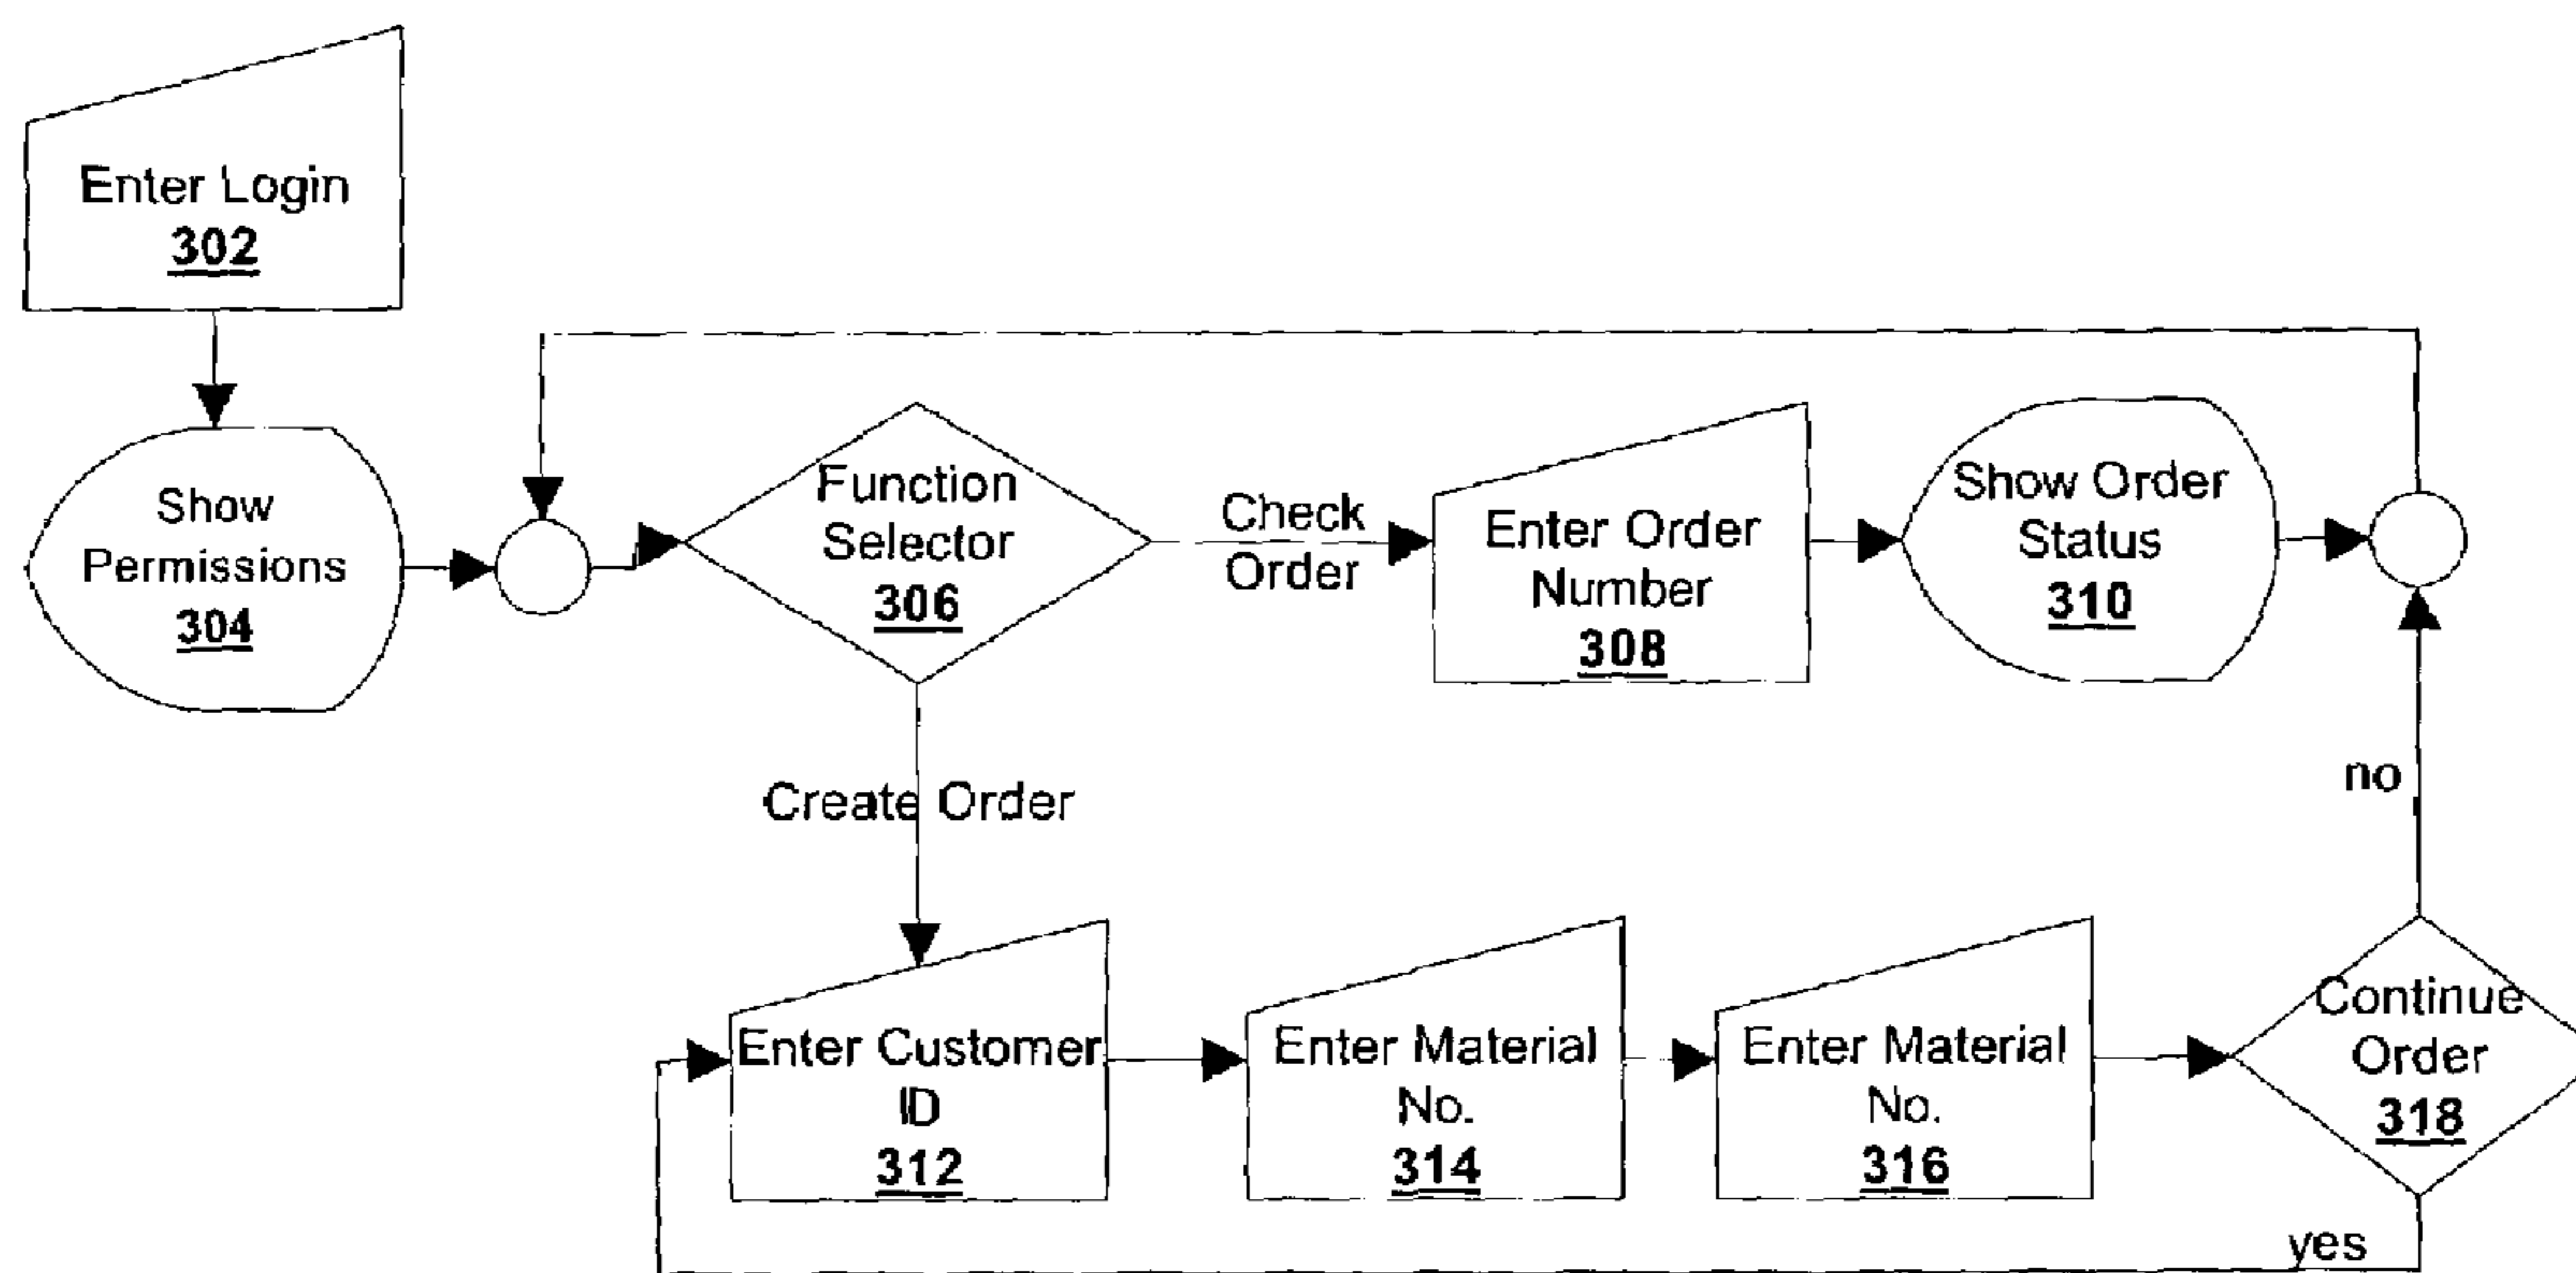 Enter Login
302
Show
Permissions
304
Function
Selector
306
Check
Order
Enter Order
Number
308
Show Order
Status
310
Create Order
no
Enter Customer
ID
312
Enter Material
No.
314
Enter Material
No.
316
Continue
Order
318
yes